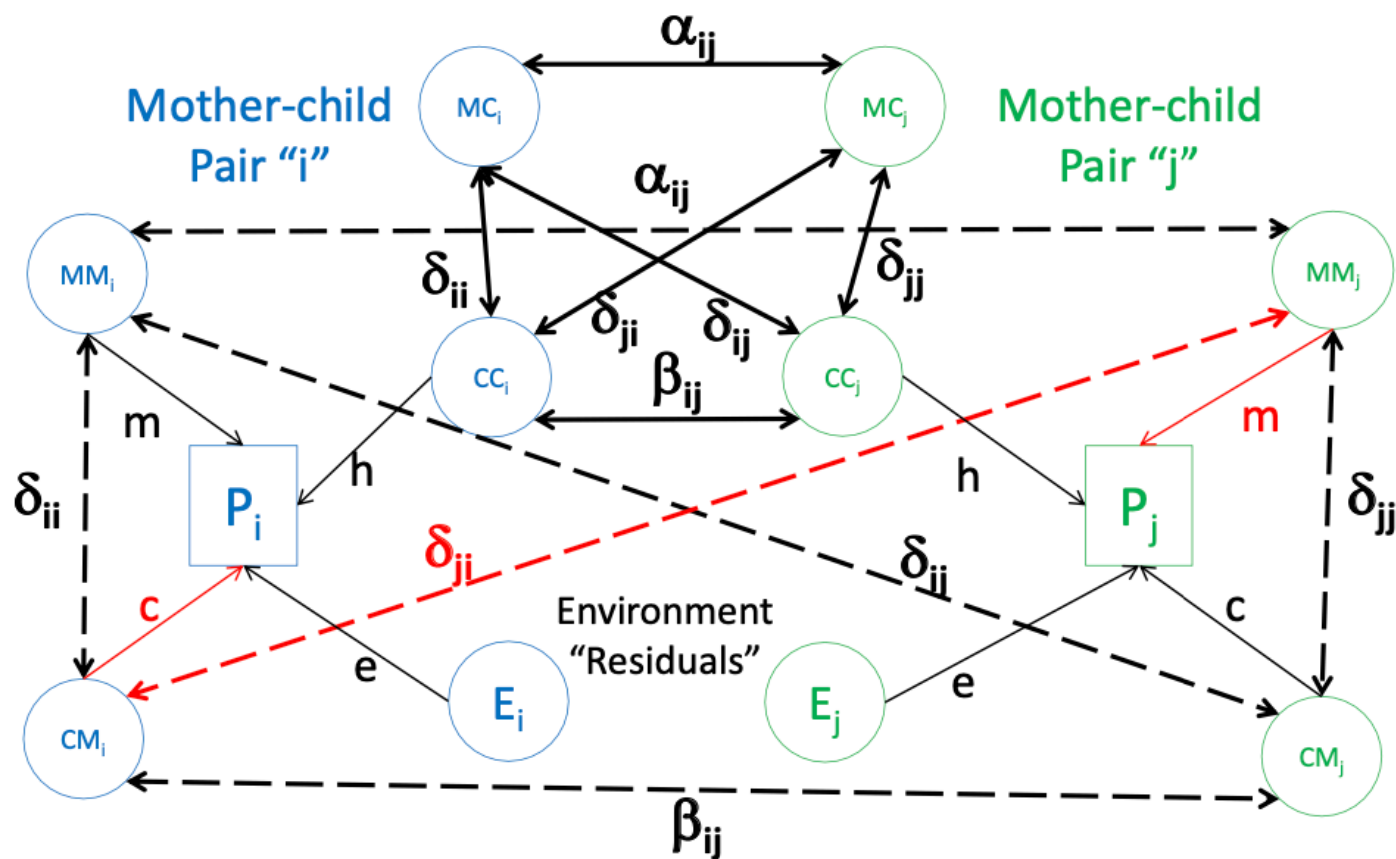 α_ij
MC_i
MC_j
Mother-child
Pair “i”
Mother-child
Pair “j”
α_ij
MM_i
MM_j
δ_ii
δ_ji
δ_ij
δ_jj
CC_i
β_ij
CC_j
m
h
h
m
δ_ii
P_i
P_j
δ_jj
δ_ji
δ_ij
c
e
Environment
“Residuals”
e
c
CM_i
E_i
E_j
CM_j
β_ij